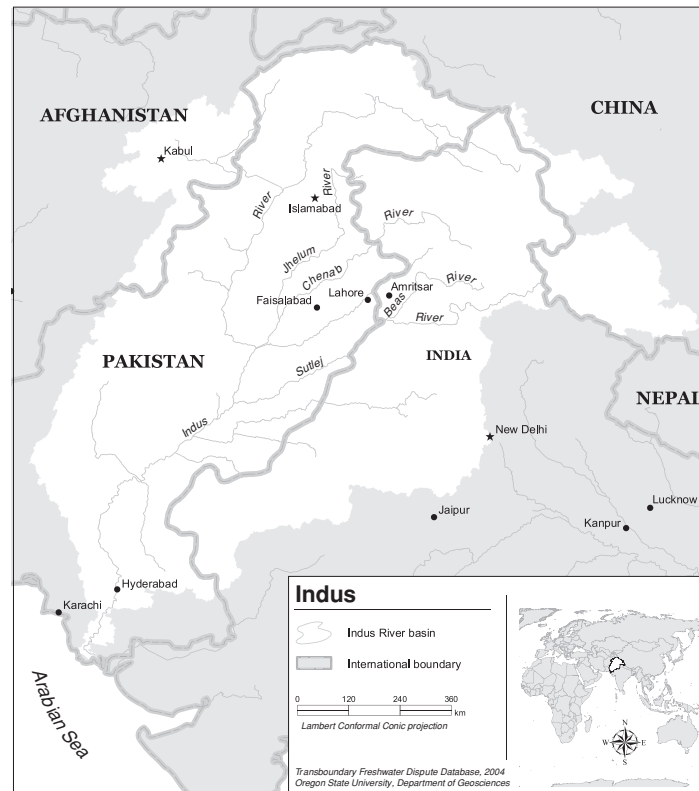 AFGHANISTAN
CHINA
Kabul
River
River
Islamabad
River
Jhelum
Chenab
River
Lahore
Amritsar
Faisalabad
Beas
River
INDIA
PAKISTAN
Sutlej
NEPAL
Indus
New Delhi
Lucknow
Jaipur
Kanpur
Hyderabad
Karachi
Arabian Sea
Indus
Indus River basin
International boundary
0 120 240 360
km
Lambert Conformal Conic projection
N
W E
S
Transboundary Freshwater Dispute Database, 2004
Oregon State University, Department of Geosciences